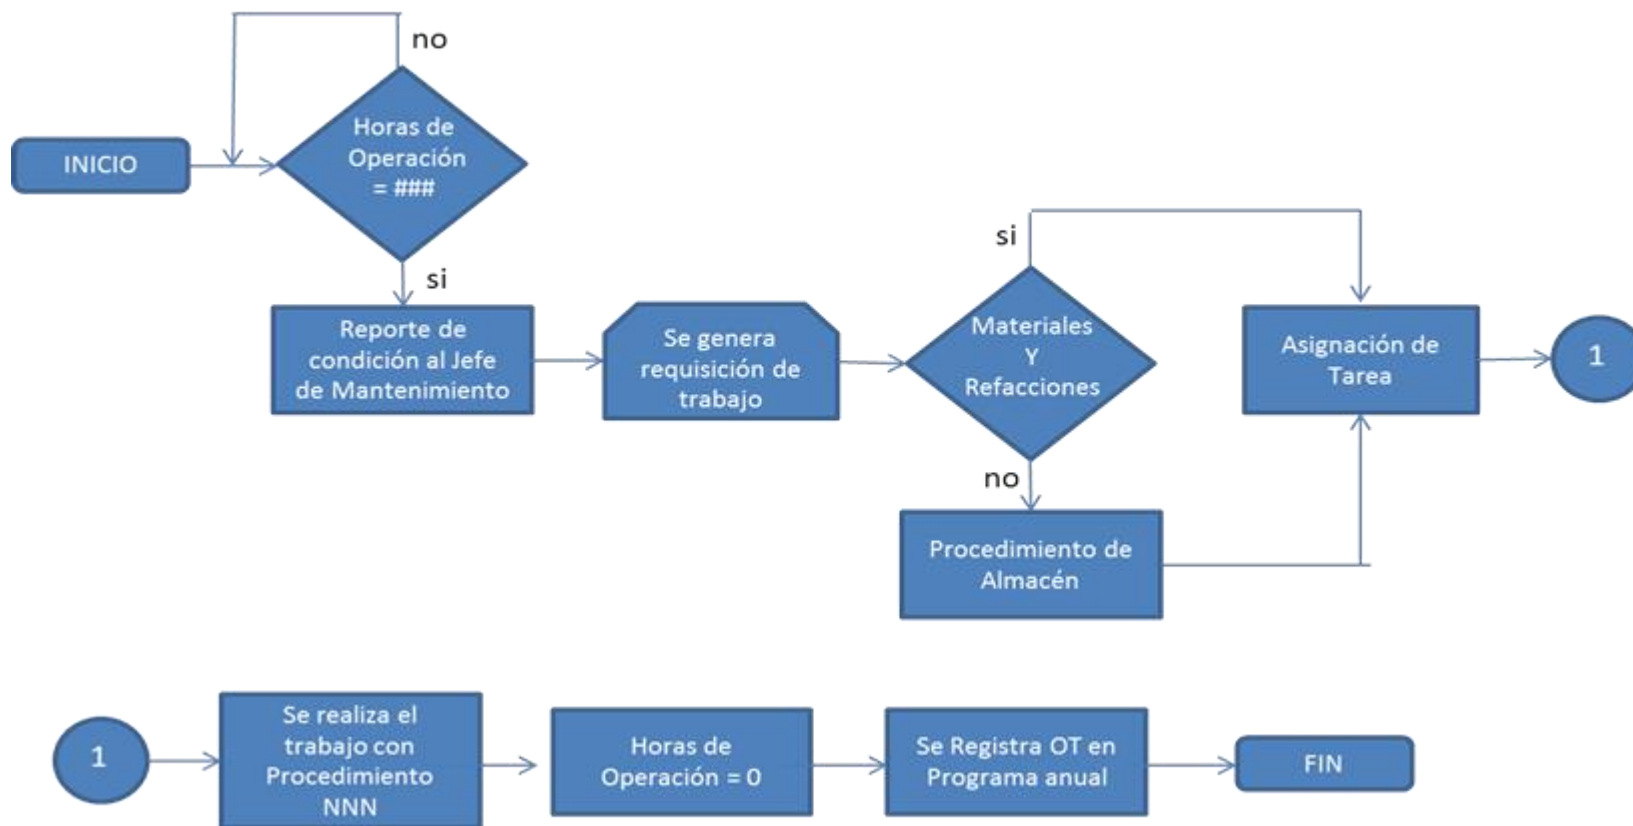 no
INICIO
Horas de
Operación
= ###
si
Reporte de
condición al Jefe
de Mantenimiento
Se genera
requisición de
trabajo
si
Materiales
Y
Refacciones
no
Procedimiento de
Almacén
Asignación de
Tarea
1
1
Se realiza el
trabajo con
Procedimiento
NNN
Horas de
Operación = 0
Se Registra OT en
Programa anual
FIN